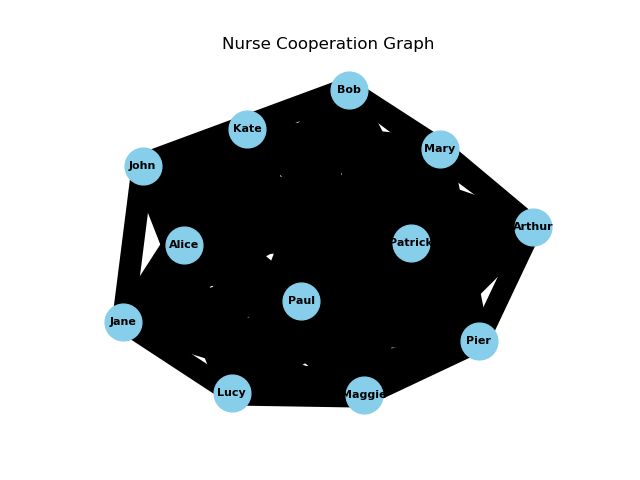 Nurse Cooperation Graph
Bob
Kate
Mary
John
Arthur
Alice
Patrick
Paul
Jane
Pier
Lucy
Maggie